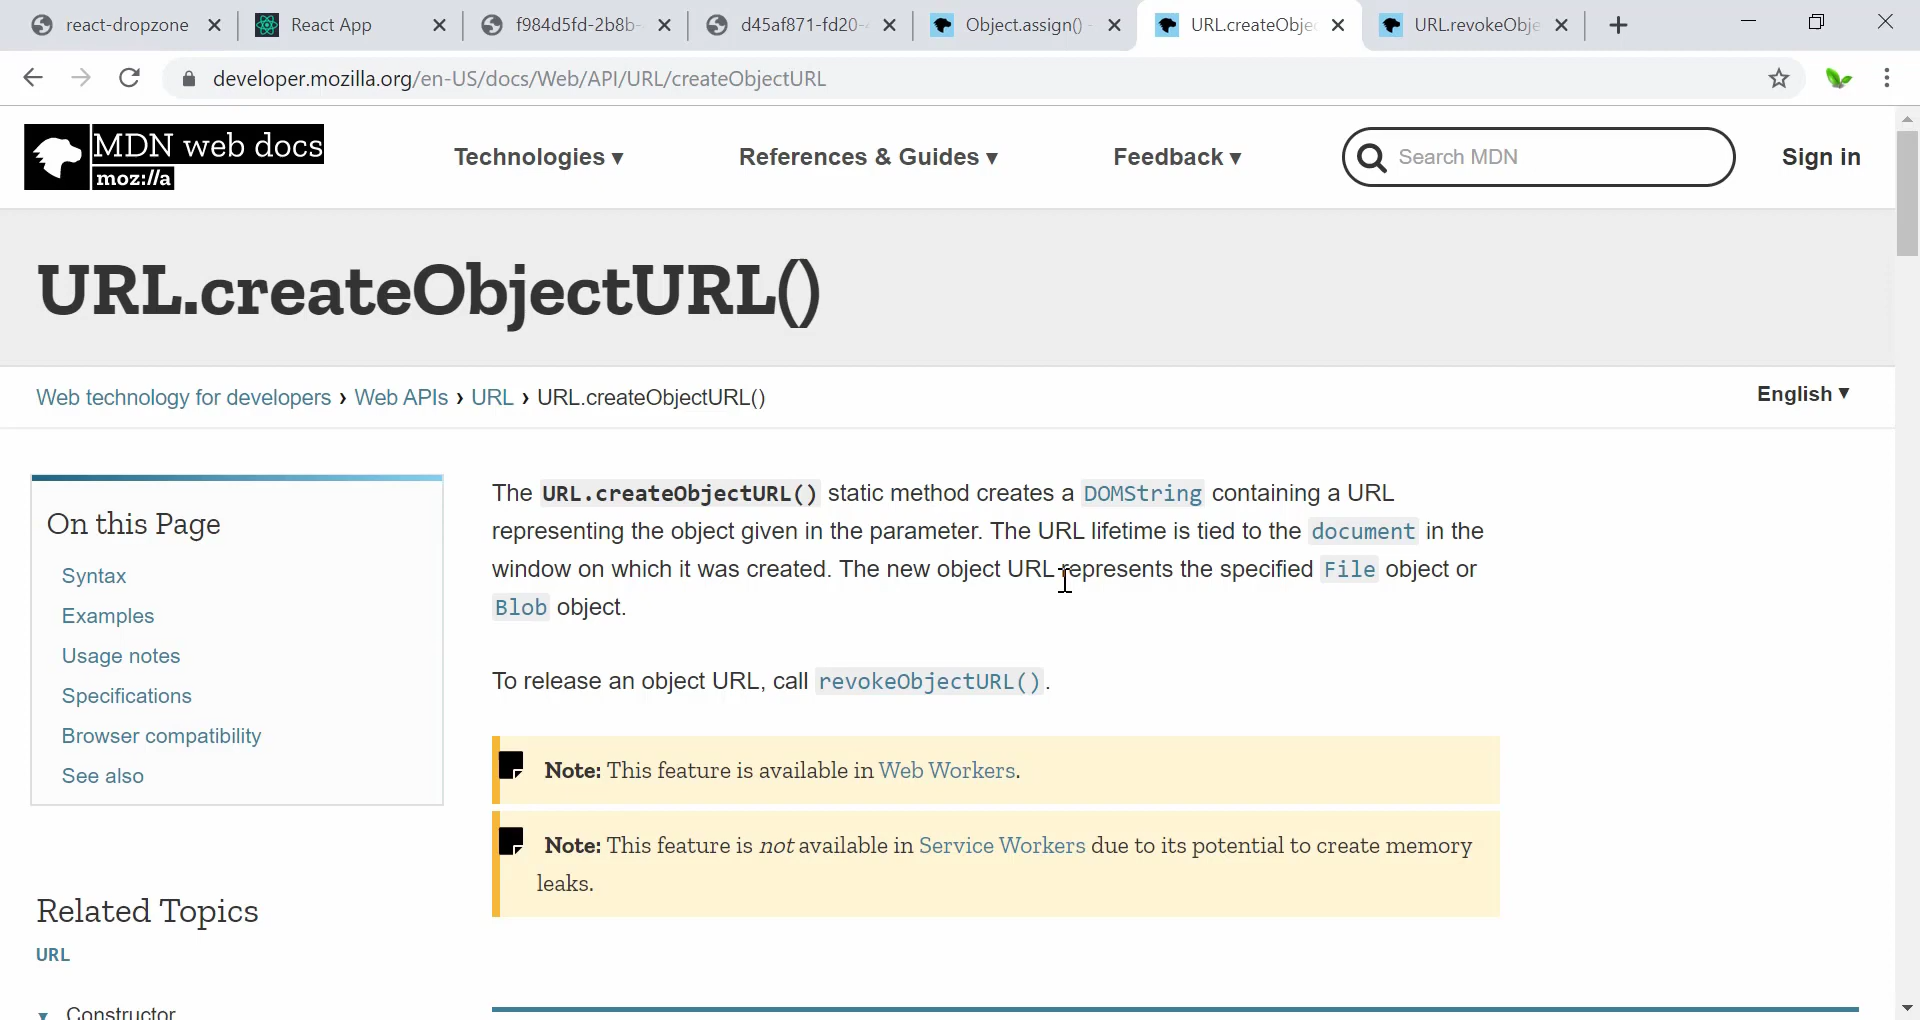 react-dropzone
React App
f984d5fd-2b8b-
d45af871-fd20-
Object.assign() -
URL.createObje
URL.revokeObje
developer.mozilla.org/en-US/docs/Web/API/URL/createObjectURL
MDN web docs
moz://a
Technologies ▾
References & Guides ▾
Feedback ▾
Search MDN
Sign in
URL.createObjectURL()
Web technology for developers › Web APIs › URL › URL.createObjectURL()
English ▾
On this Page
Syntax
Examples
Usage notes
Specifications
Browser compatibility
See also
Related Topics
URL
▾ Constructor
The URL.createObjectURL() static method creates a DOMString containing a URL
representing the object given in the parameter. The URL lifetime is tied to the document in the
window on which it was created. The new object URL represents the specified File object or
Blob object.
To release an object URL, call revokeObjectURL().
Note: This feature is available in Web Workers.
Note: This feature is not available in Service Workers due to its potential to create memory
leaks.